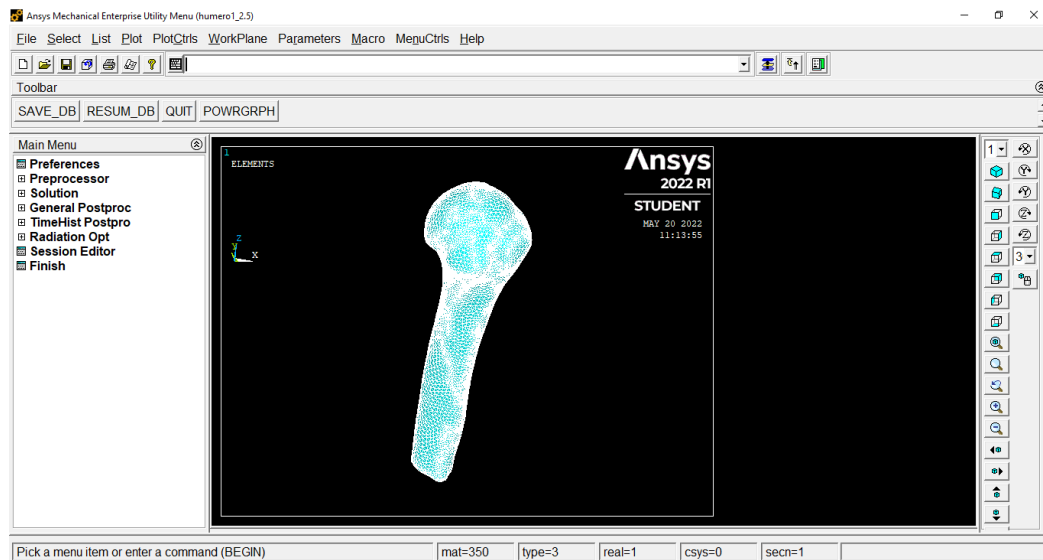 Ansys Mechanical Enterprise Utility Menu (humero1_2.5)
File Select List Plot PlotCtrls WorkPlane Parameters Macro MenuCtrls Help
Toolbar
SAVE_DB RESUM_DB QUIT POWRGRPH
Main Menu
Preferences
Preprocessor
Solution
General Postproc
TimeHist Postpro
Radiation Opt
Session Editor
Finish
1
ELEMENTS
Ansys
2022 R1
STUDENT
MAY 20 2022
11:13:55
Z
Y
X
1
3
Pick a menu item or enter a command (BEGIN) mat=350 type=3 real=1 csys=0 secn=1